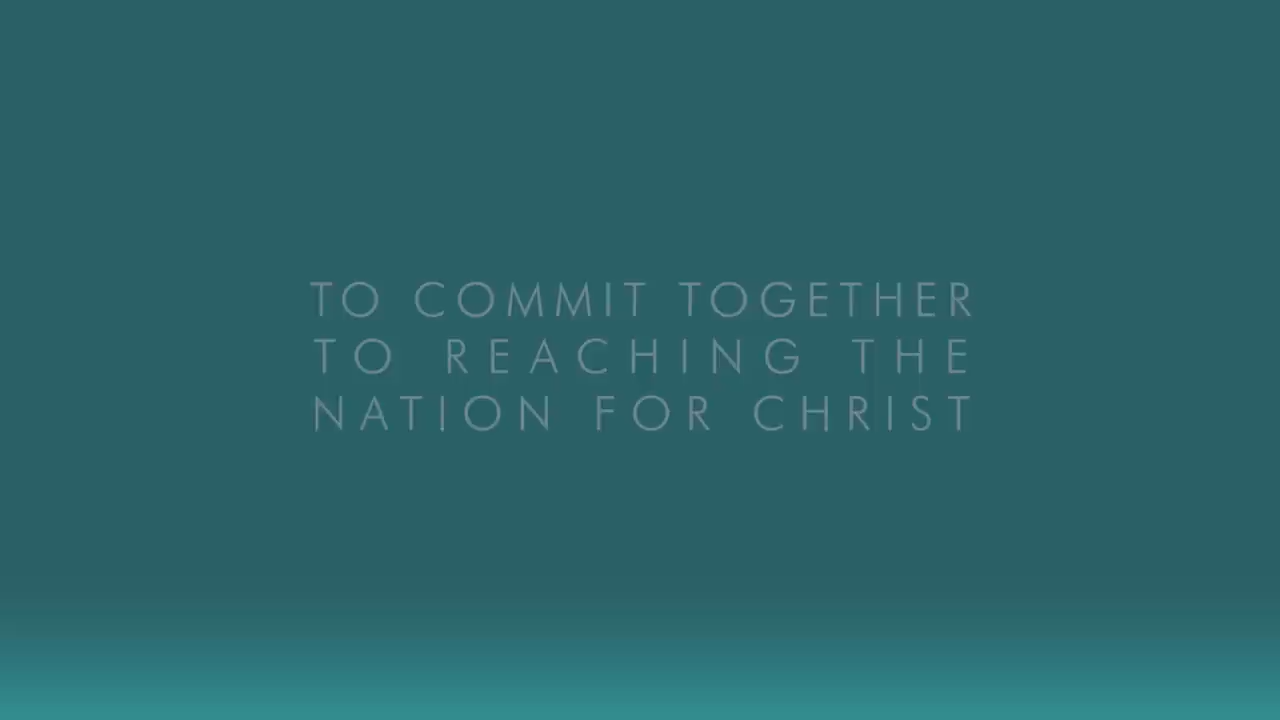 TO COMMIT TOGETHER
TO REACHING THE
NATION FOR CHRIST